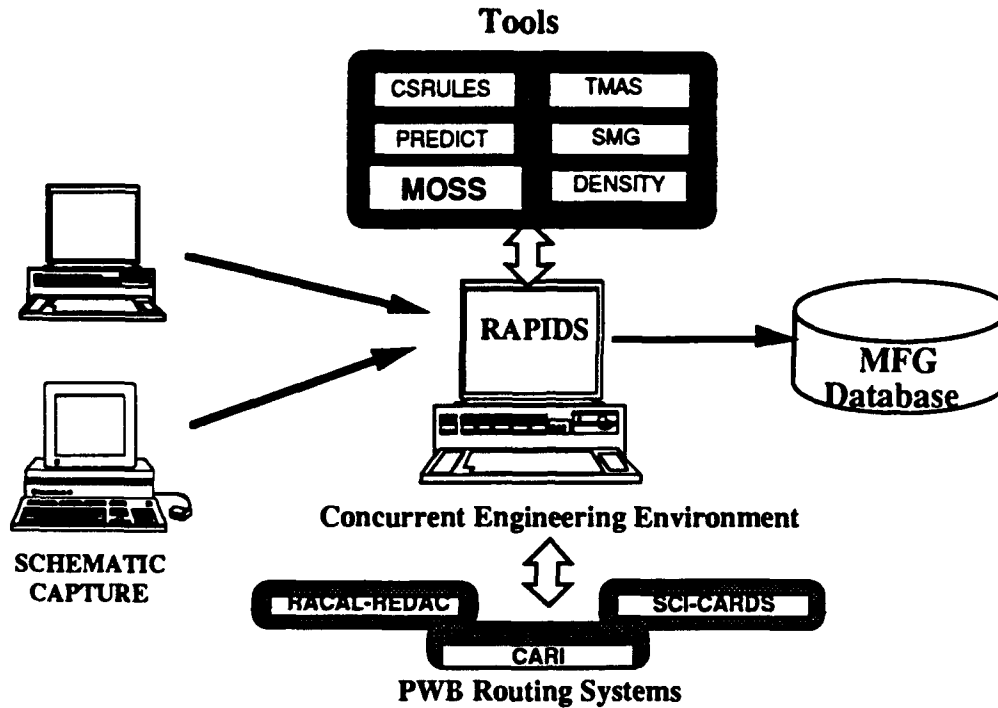 Tools
CSRULES
TMAS
PREDICT
SMG
MOSS
DENSITY
RAPIDS
MFG
Database
Concurrent Engineering Environment
SCHEMATIC
CAPTURE
RACAL-REDAC
SCI-CARDS
CARI
PWB Routing Systems